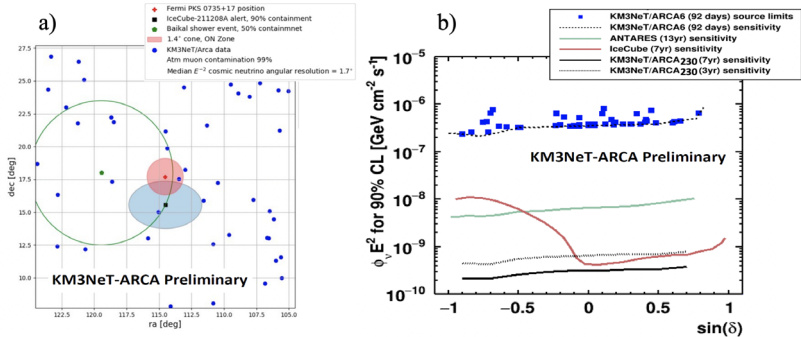 a)
Fermi PKS 0735+17 position
IceCube-211208A alert, 90% containment
Baikal shower event, 50% containmnet
1.4° cone, ON Zone
KM3NeT/Arca data
Atm muon contamination 99%
Median E⁻² cosmic neutrino angular resolution = 1.7°
27.5
25.0
22.5
20.0
17.5
15.0
12.5
10.0
dec [deg]
KM3NeT-ARCA Preliminary
122.5
120.0
117.5
115.0
112.5
110.0
107.5
105.0
ra [deg]
b)
KM3NeT/ARCA6 (92 days) source limits
KM3NeT/ARCA6 (92 days) sensitivity
ANTARES (13yr) sensitivity
IceCube (7yr) sensitivity
KM3NeT/ARCA230 (7yr) sensitivity
KM3NeT/ARCA230 (3yr) sensitivity
ϕν E² for 90% CL [GeV cm⁻² s⁻¹]
10⁻⁵
10⁻⁶
10⁻⁷
10⁻⁸
10⁻⁹
10⁻¹⁰
KM3NeT-ARCA Preliminary
-1
-0.5
0
0.5
1
sin(δ)